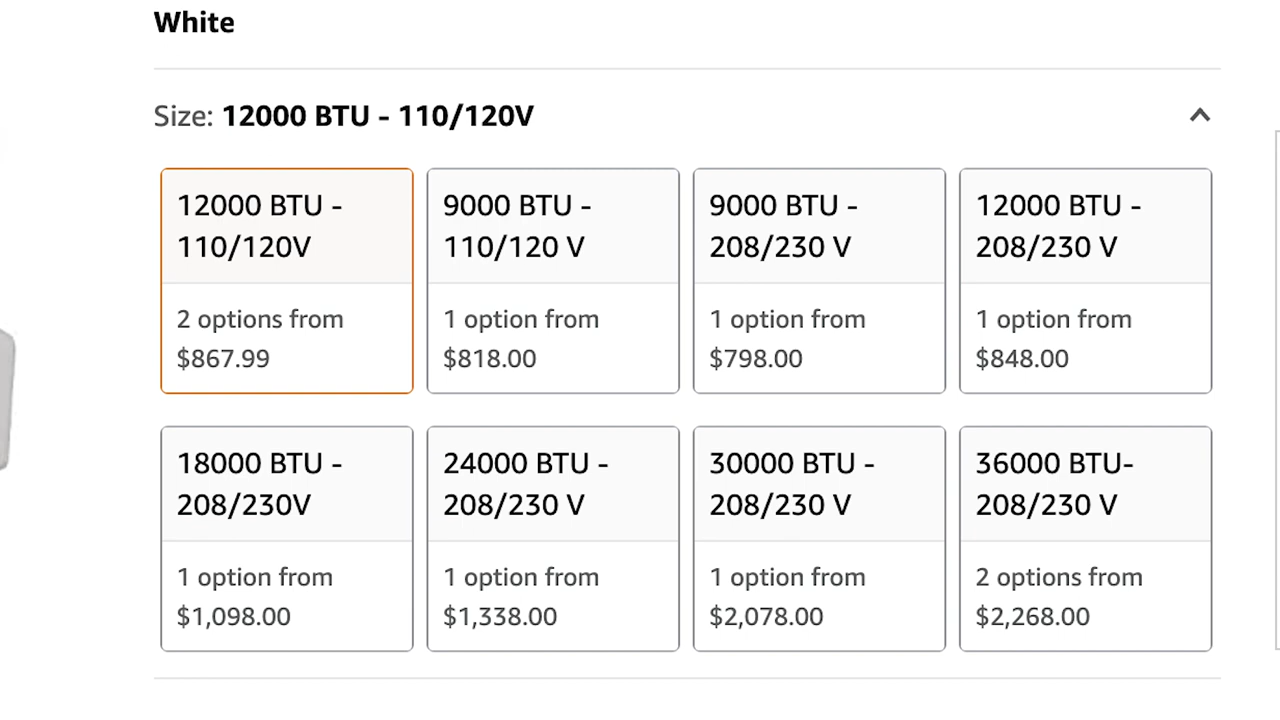 White
Size: 12000 BTU - 110/120V
12000 BTU -
110/120V
2 options from
$867.99
9000 BTU -
110/120 V
1 option from
$818.00
9000 BTU -
208/230 V
1 option from
$798.00
12000 BTU -
208/230 V
1 option from
$848.00
18000 BTU -
208/230V
1 option from
$1,098.00
24000 BTU -
208/230 V
1 option from
$1,338.00
30000 BTU -
208/230 V
1 option from
$2,078.00
36000 BTU-
208/230 V
2 options from
$2,268.00